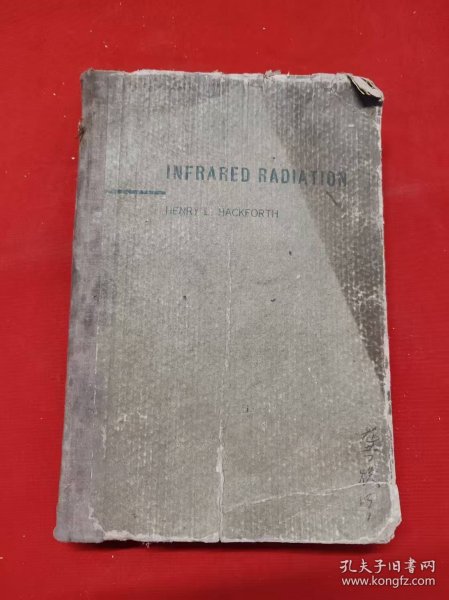 INFRARED RADIATION
HENRY L. HACKFORTH
孔夫子旧书网
www.kongfz.com